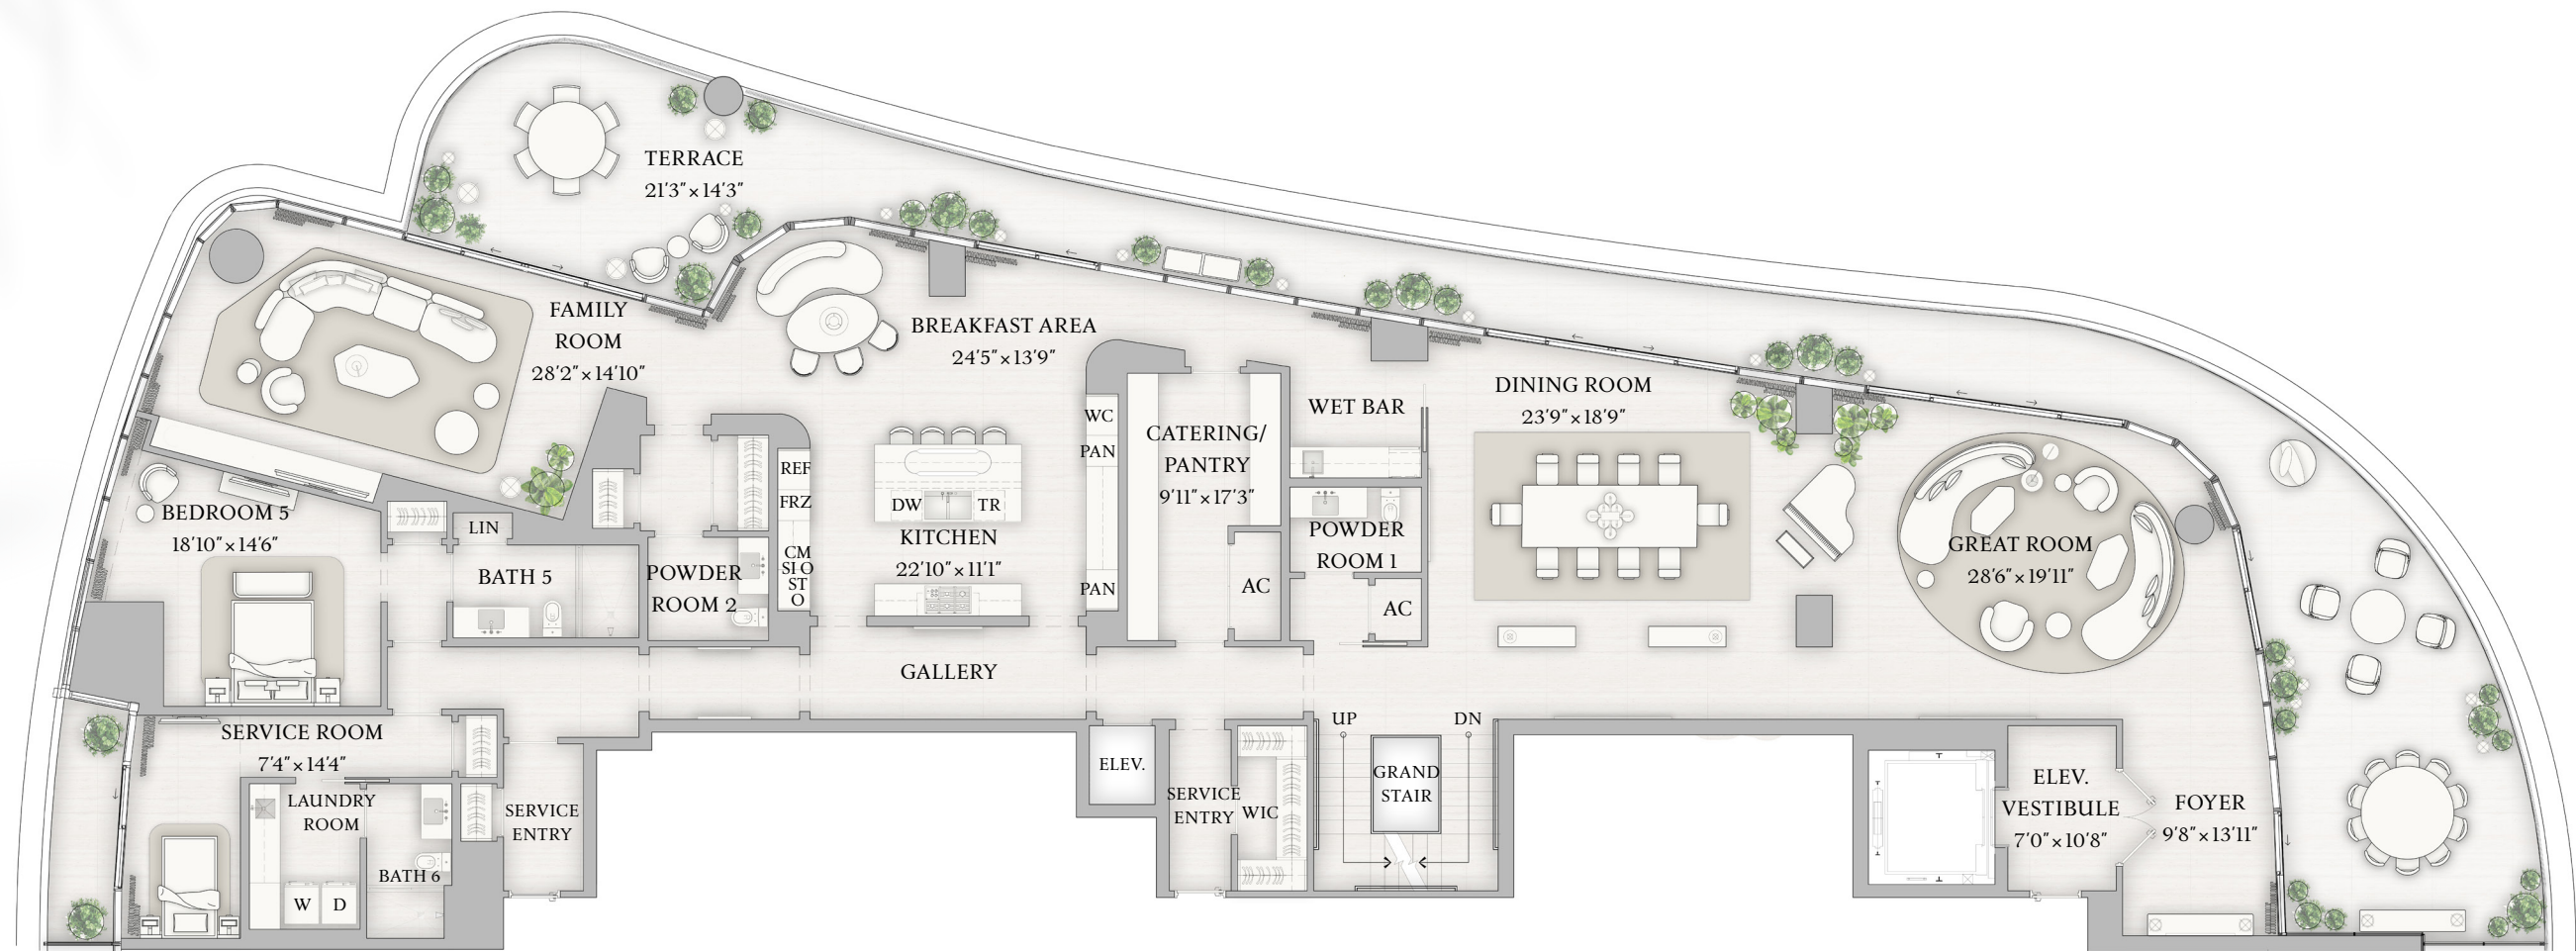 TERRACE
21'3"×14'3"
FAMILY
ROOM
28'2"×14'10"
BREAKFAST AREA
24'5"×13'9"
DINING ROOM
23'9"×18'9"
WET BAR
WC
PAN
PAN
CATERING/
PANTRY
9'11"×17'3"
REF
FRZ
CM
SI O
ST
O
DW
TR
KITCHEN
22'10"×11'1"
BEDROOM 5
18'10"×14'6"
LIN
BATH 5
POWDER
ROOM 2
POWDER
ROOM 1
AC
AC
GREAT ROOM
28'6"×19'11"
GALLERY
SERVICE ROOM
7'4"×14'4"
LAUNDRY
ROOM
W
D
BATH 6
SERVICE
ENTRY
ELEV.
SERVICE
ENTRY
WIC
UP
DN
GRAND
STAIR
ELEV.
VESTIBULE
7'0"×10'8"
FOYER
9'8"×13'11"